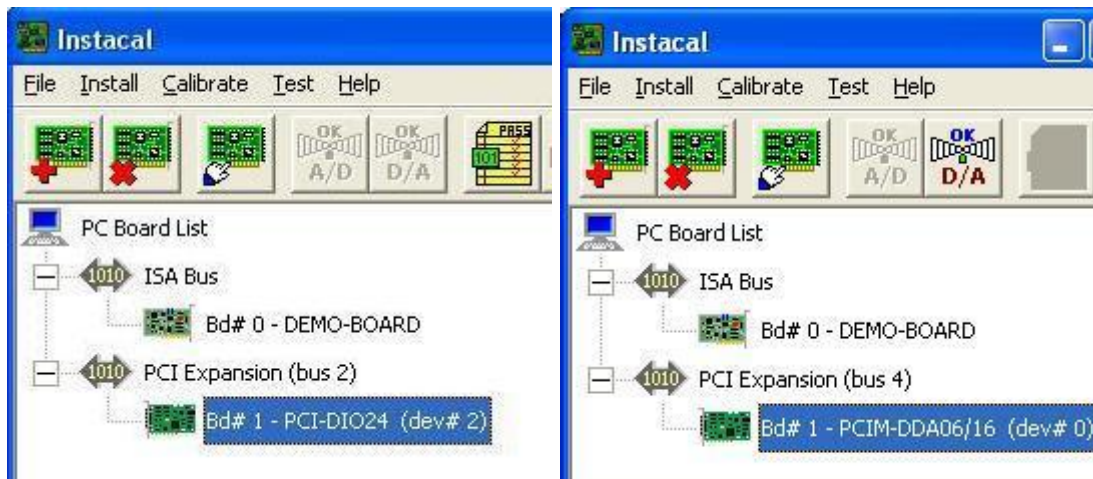 Instacal
File Install Calibrate Test Help
OK A/D OK D/A PASS 101
PC Board List
1010 ISA Bus
Bd# 0 - DEMO-BOARD
1010 PCI Expansion (bus 2)
Bd# 1 - PCI-DIO24 (dev# 2)
Instacal
File Install Calibrate Test Help
OK A/D OK D/A
PC Board List
1010 ISA Bus
Bd# 0 - DEMO-BOARD
1010 PCI Expansion (bus 4)
Bd# 1 - PCIM-DDA06/16 (dev# 0)